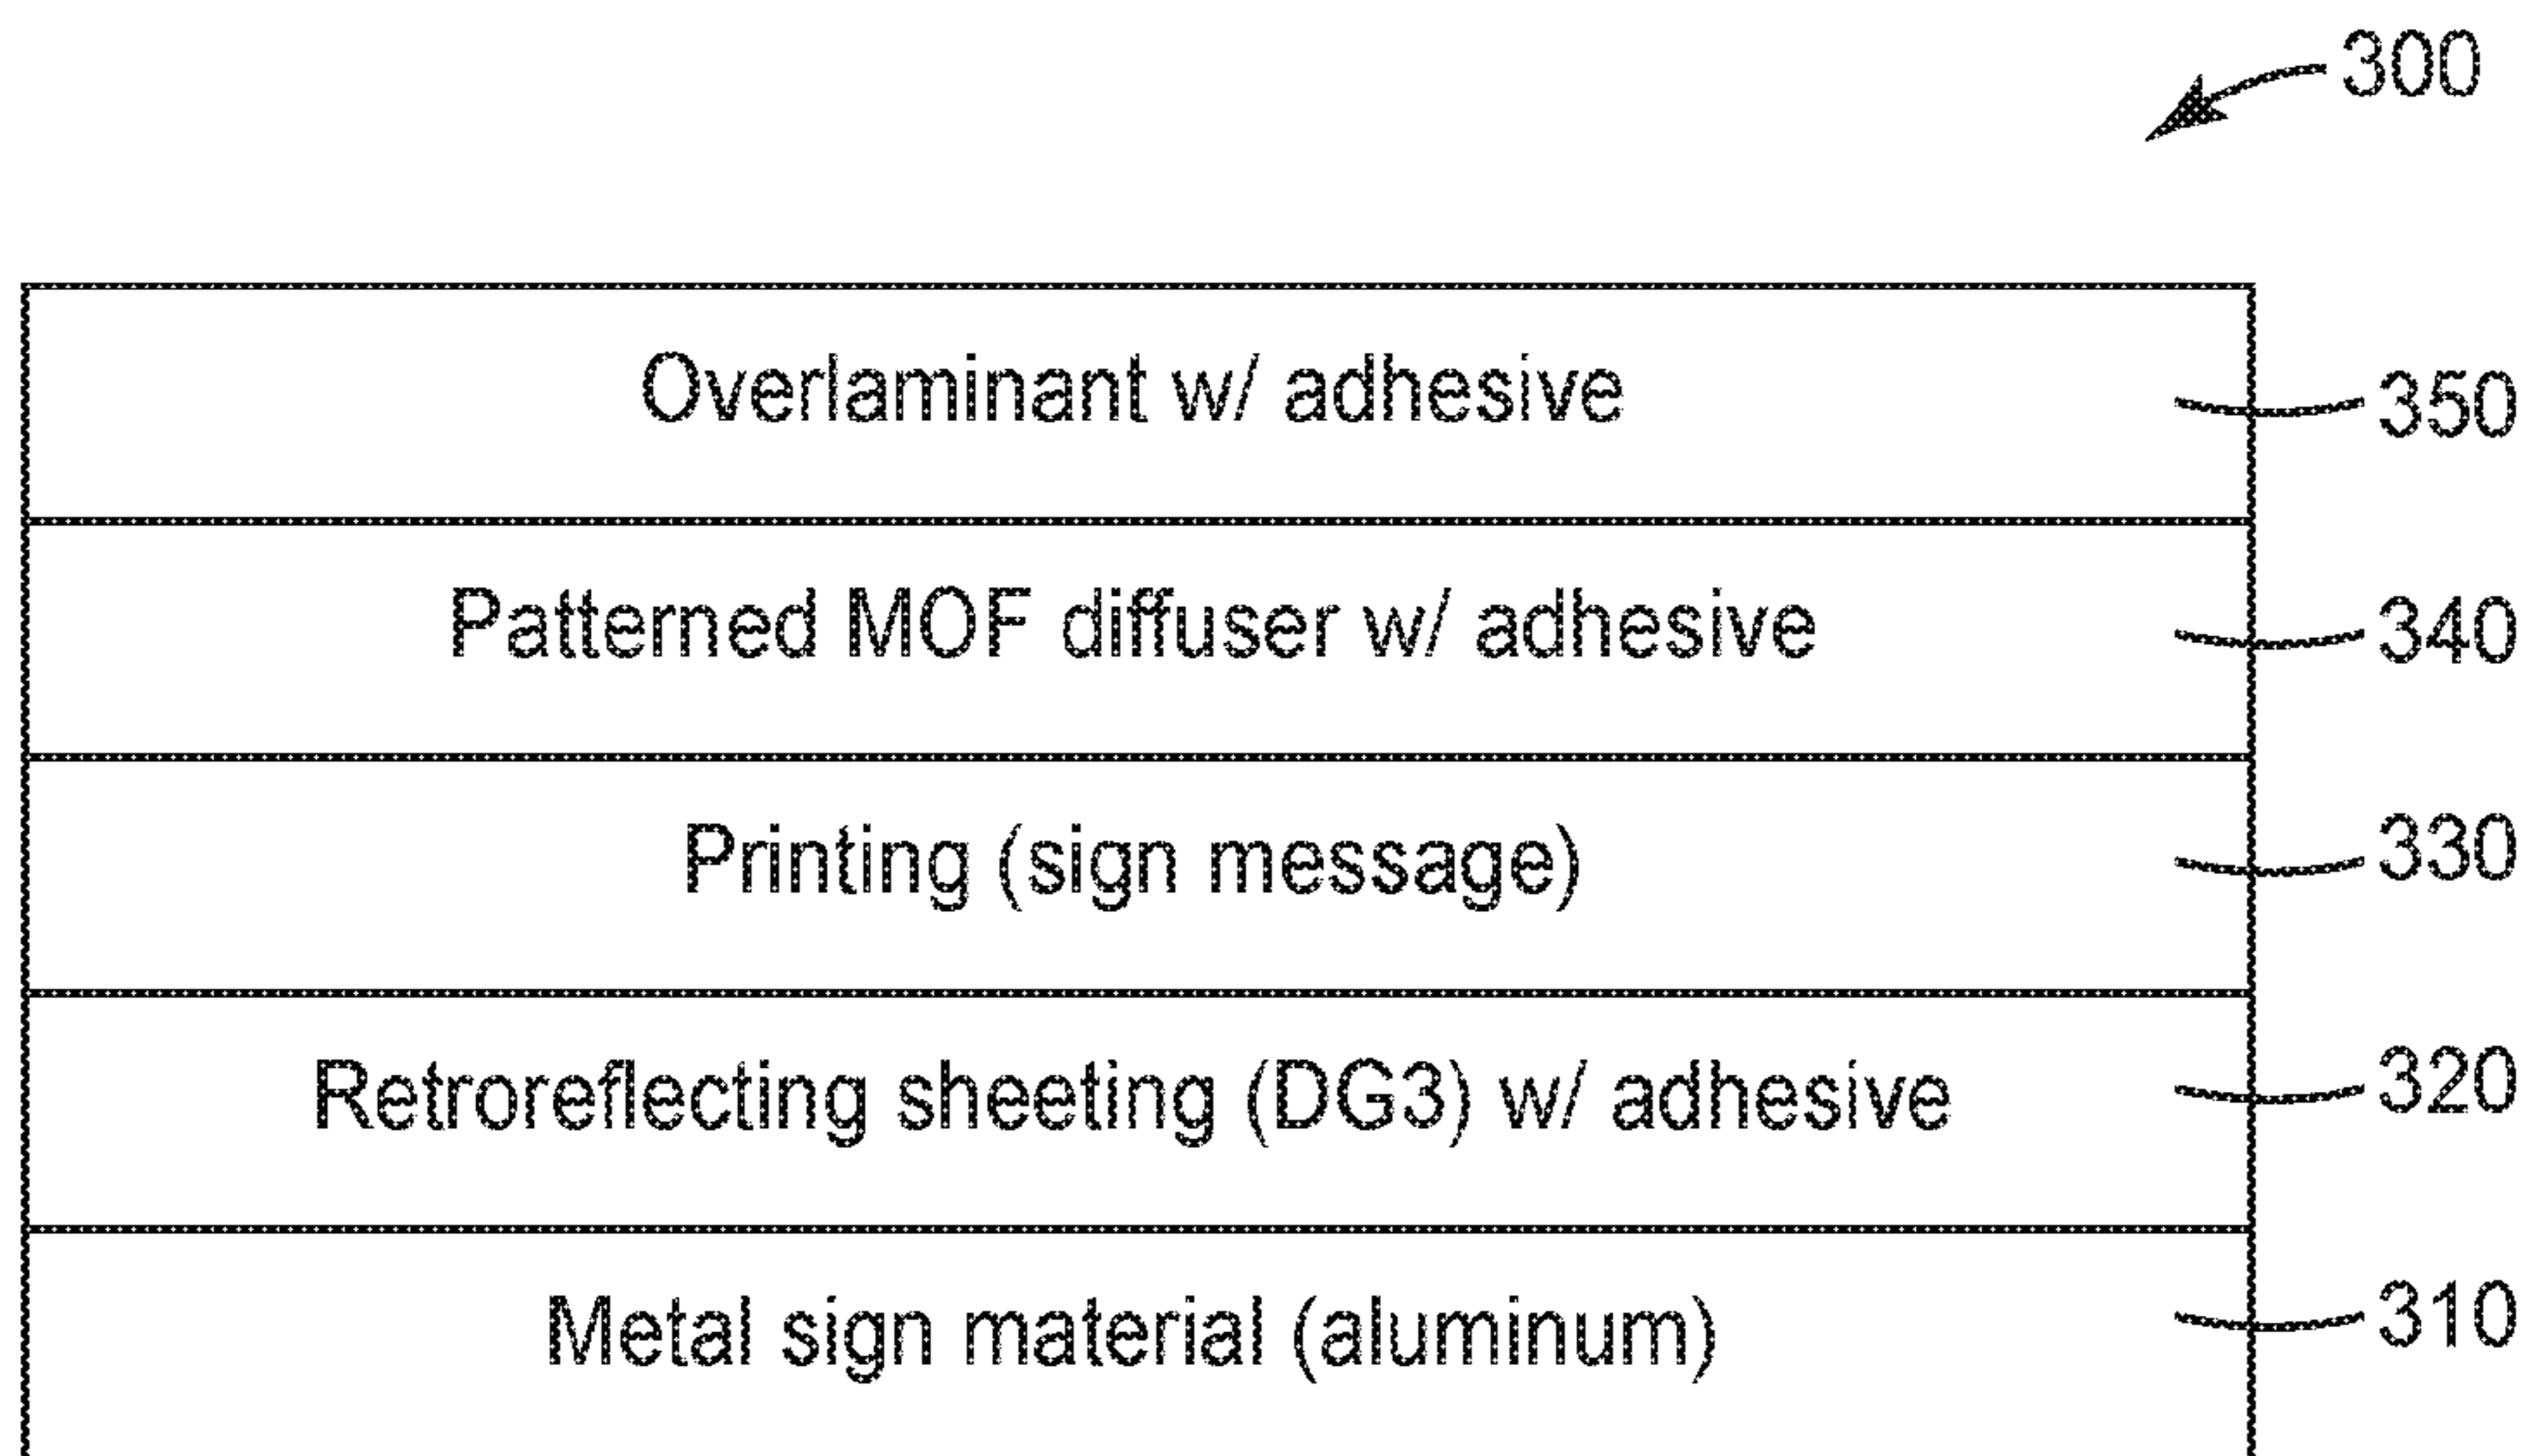 300
Overlaminant w/ adhesive
350
Patterned MOF diffuser w/ adhesive
340
Printing (sign message)
330
Retroreflecting sheeting (DG3) w/ adhesive
320
Metal sign material (aluminum)
310